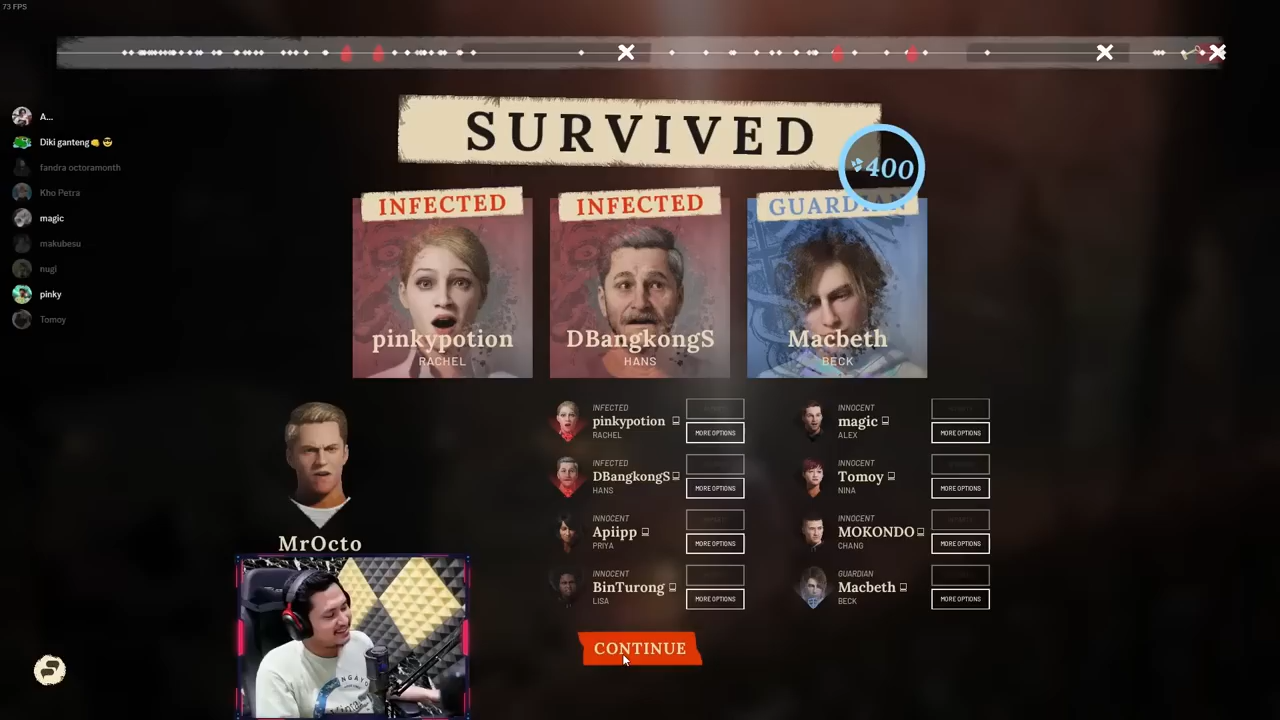 73 FPS
A...
Diki ganteng
fandra octoramonth
Kho Petra
magic
makubesu
nugi
pinky
Tomoy
SURVIVED
400
INFECTED
pinkypotion
RACHEL
INFECTED
DBangkongS
HANS
GUARDIAN
Macbeth
BECK
MrOcto
INFECTED
pinkypotion
RACHEL
MORE OPTIONS
INFECTED
DBangkongS
HANS
MORE OPTIONS
INNOCENT
Apiipp
PRIYA
MORE OPTIONS
INNOCENT
BinTurong
LISA
MORE OPTIONS
INNOCENT
magic
ALEX
MORE OPTIONS
INNOCENT
Tomoy
NINA
MORE OPTIONS
INNOCENT
MOKONDO
CHANG
MORE OPTIONS
GUARDIAN
Macbeth
BECK
MORE OPTIONS
CONTINUE